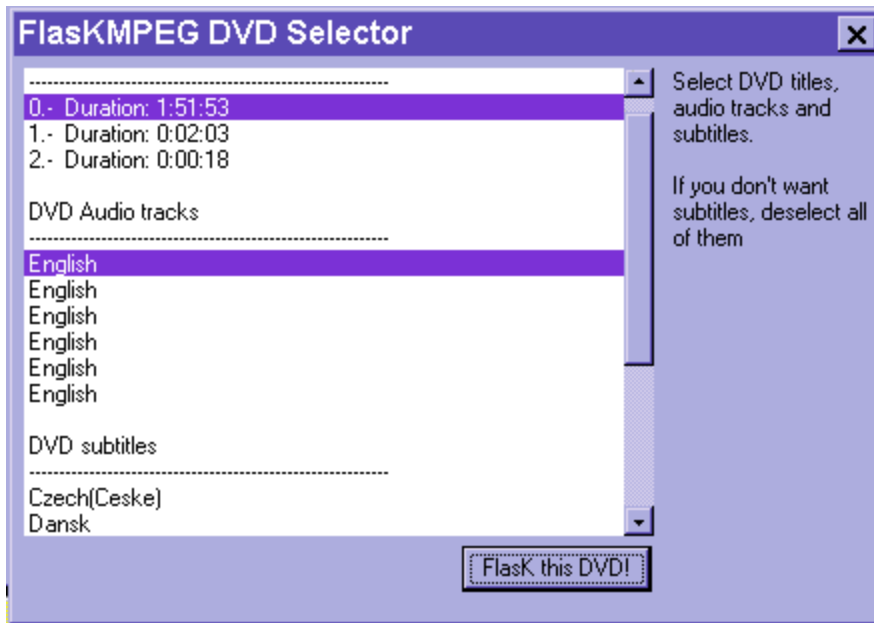 FlasKMPEG DVD Selector
------------------------------------------------------------
0.- Duration: 1:51:53
1.- Duration: 0:02:03
2.- Duration: 0:00:18
DVD Audio tracks
------------------------------------------------------------
English
English
English
English
English
English
DVD subtitles
------------------------------------------------------------
Czech(Ceske)
Dansk
Select DVD titles,
audio tracks and
subtitles.
If you don't want
subtitles, deselect all
of them
FlasK this DVD!